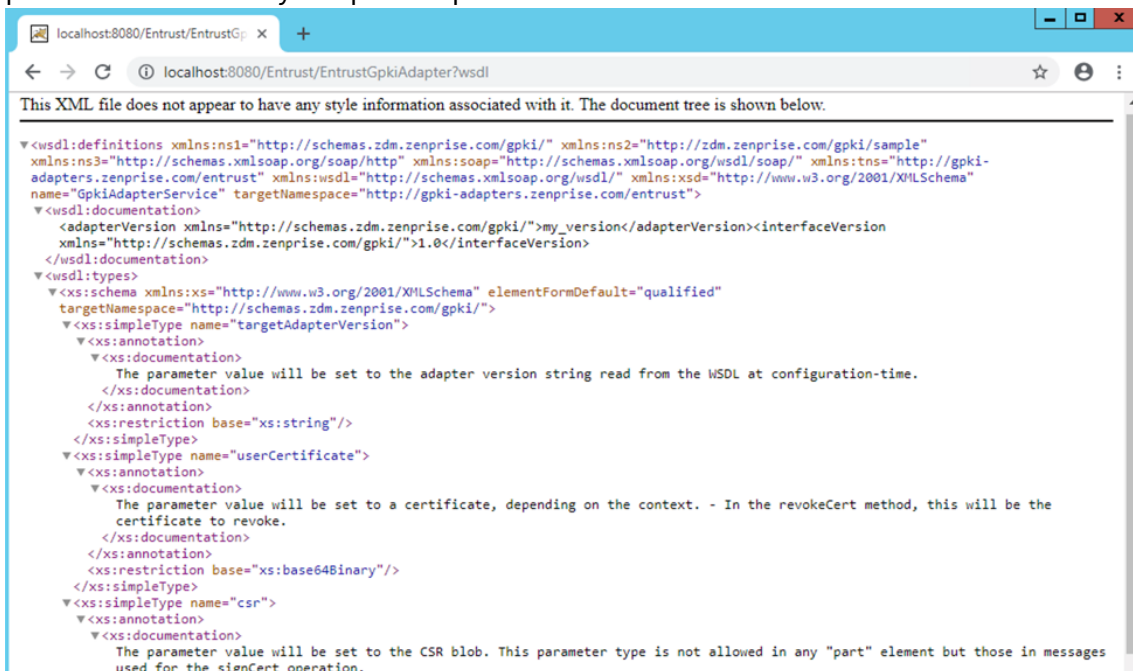 localhost:8080/Entrust/EntrustGp
localhost:8080/Entrust/EntrustGpkiAdapter?wsdl
This XML file does not appear to have any style information associated with it. The document tree is shown below.
▼<wsdl:definitions xmlns:ns1="http://schemas.zdm.zenprise.com/gpki/" xmlns:ns2="http://zdm.zenprise.com/gpki/sample"
xmlns:ns3="http://schemas.xmlsoap.org/soap/http" xmlns:soap="http://schemas.xmlsoap.org/wsdl/soap/" xmlns:tns="http://gpki-
adapters.zenprise.com/entrust" xmlns:wsdl="http://schemas.xmlsoap.org/wsdl/" xmlns:xsd="http://www.w3.org/2001/XMLSchema"
name="GpkiAdapterService" targetNamespace="http://gpki-adapters.zenprise.com/entrust">
▼<wsdl:documentation>
<adapterVersion xmlns="http://schemas.zdm.zenprise.com/gpki/">my_version</adapterVersion><interfaceVersion
xmlns="http://schemas.zdm.zenprise.com/gpki/">1.0</interfaceVersion>
</wsdl:documentation>
▼<wsdl:types>
▼<xs:schema xmlns:xs="http://www.w3.org/2001/XMLSchema" elementFormDefault="qualified"
targetNamespace="http://schemas.zdm.zenprise.com/gpki/">
▼<xs:simpleType name="targetAdapterVersion">
▼<xs:annotation>
▼<xs:documentation>
The parameter value will be set to the adapter version string read from the WSDL at configuration-time.
</xs:documentation>
</xs:annotation>
<xs:restriction base="xs:string"/>
</xs:simpleType>
▼<xs:simpleType name="userCertificate">
▼<xs:annotation>
▼<xs:documentation>
The parameter value will be set to a certificate, depending on the context. - In the revokeCert method, this will be the
certificate to revoke.
</xs:documentation>
</xs:annotation>
<xs:restriction base="xs:base64Binary"/>
</xs:simpleType>
▼<xs:simpleType name="csr">
▼<xs:annotation>
▼<xs:documentation>
The parameter value will be set to the CSR blob. This parameter type is not allowed in any "part" element but those in messages
used for the signCert operation.